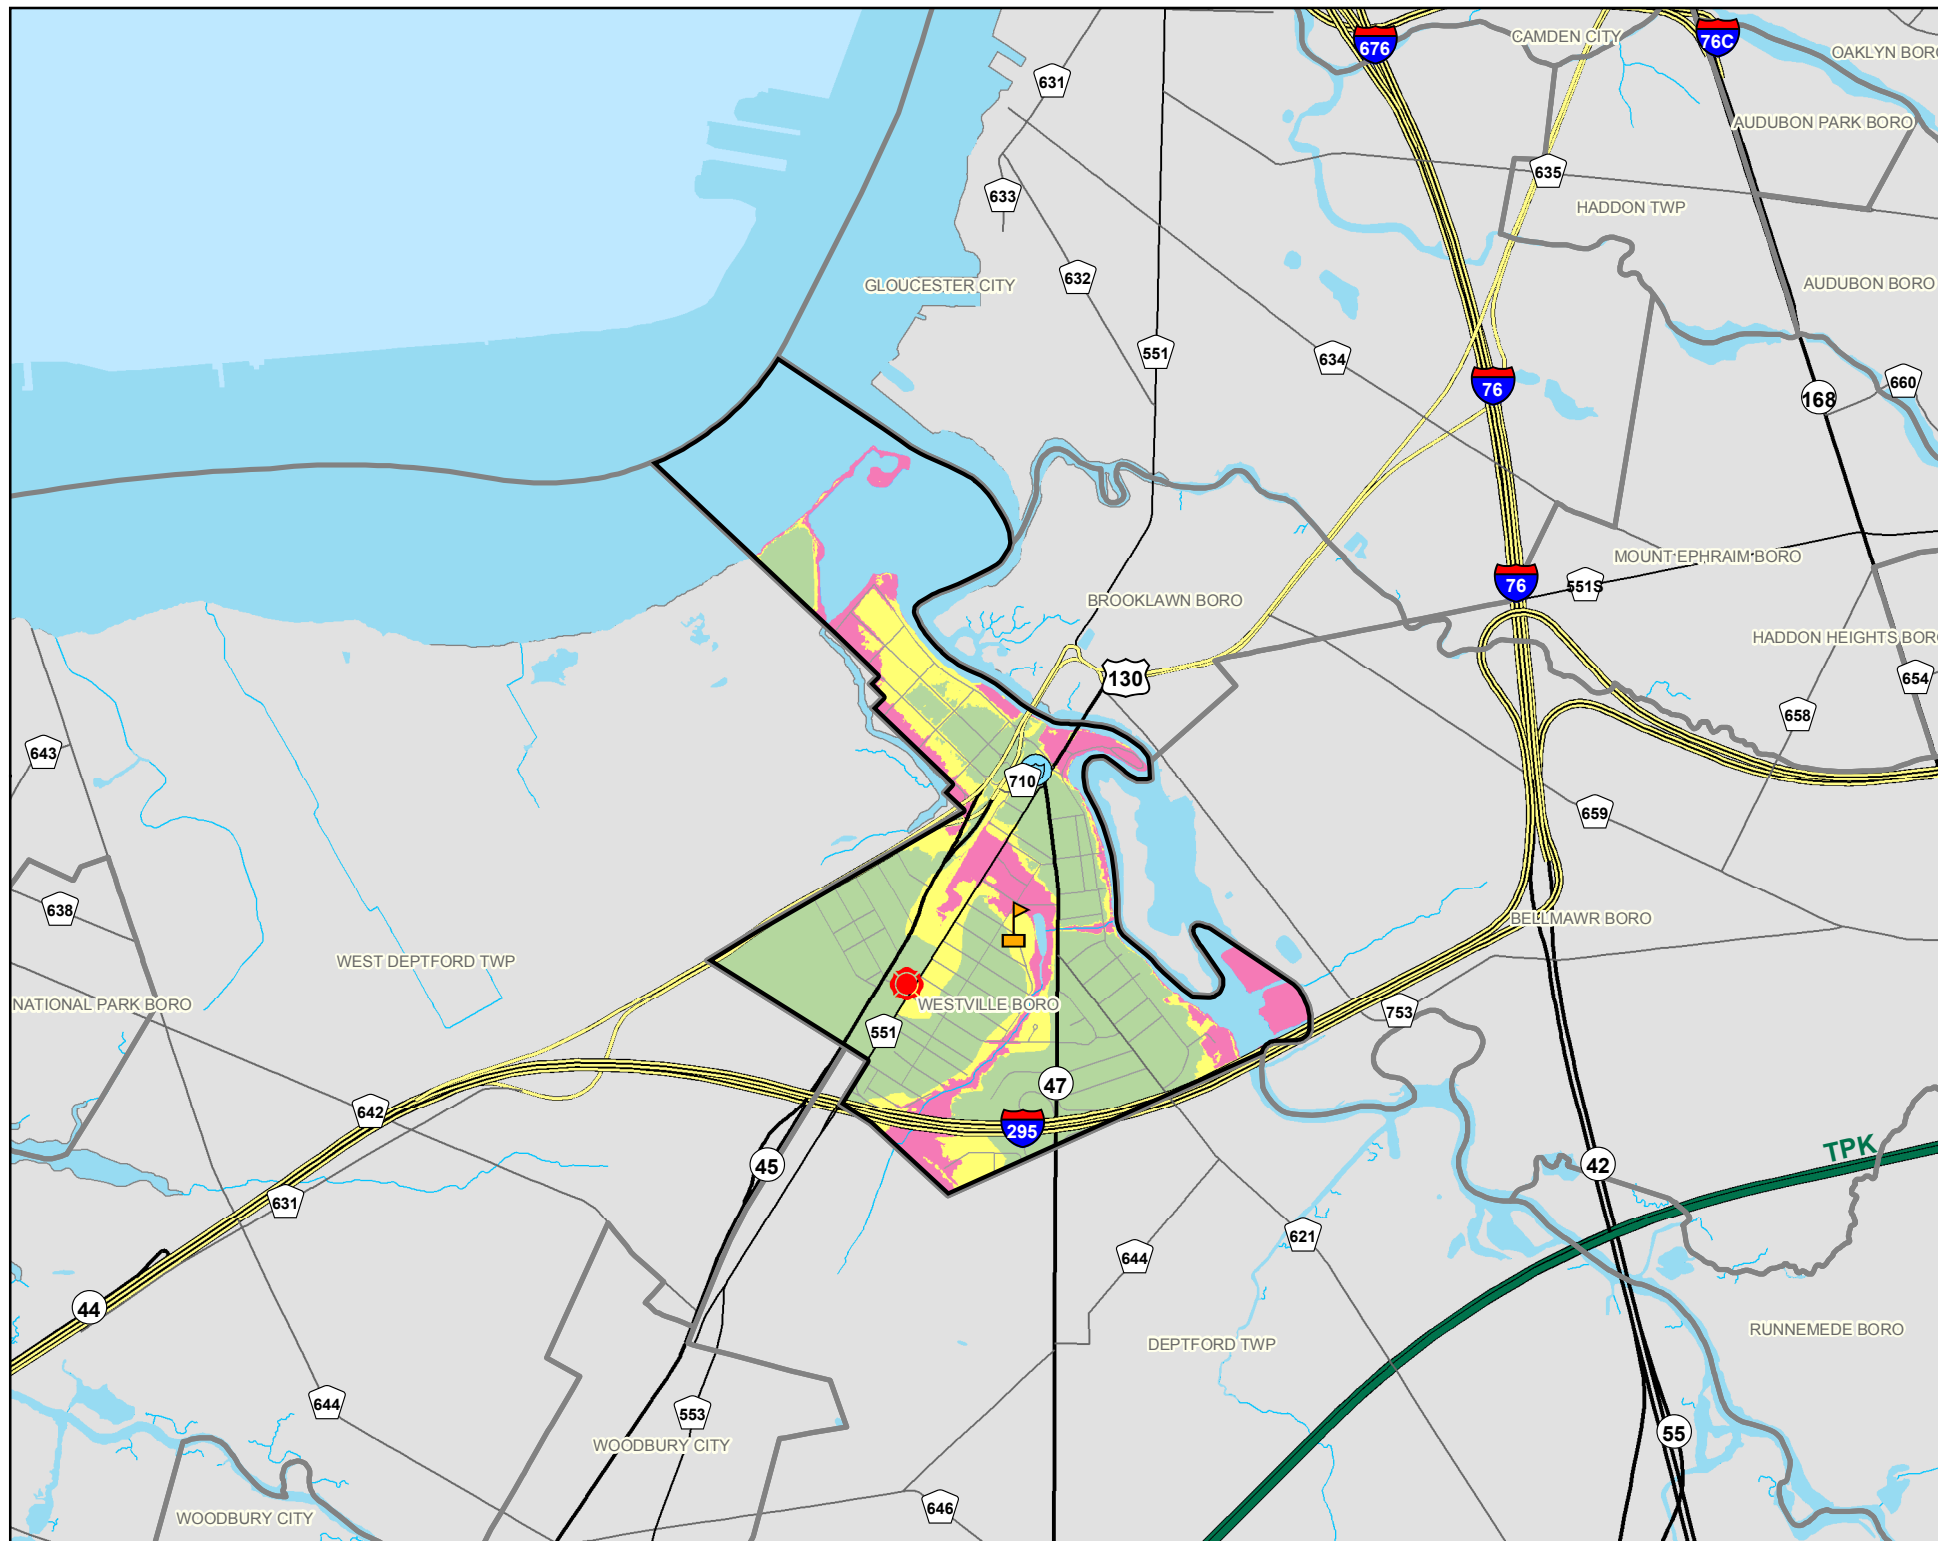 676
CAMDEN CITY
76C
OAKLYN BORO
631
AUDUBON PARK BORO
635
633
HADDON TWP
632
GLOUCESTER CITY
AUDUBON BORO
551
634
76
660
168
MOUNT EPHRAIM BORO
76
551S
BROOKLAWN BORO
HADDON HEIGHTS BORO
130
654
658
643
710
659
638
BELLMAWR BORO
WEST DEPTFORD TWP
NATIONAL PARK BORO
WESTVILLE BORO
753
551
47
642
295
TPK
45
42
631
621
644
44
RUNNEMEDE BORO
DEPTFORD TWP
644
553
55
WOODBURY CITY
646
WOODBURY CITY